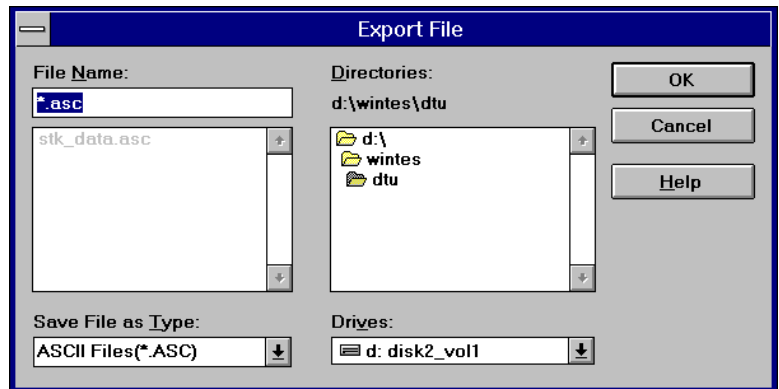 Export File
File Name:
*.asc
stk_data.asc
Save File as Type:
ASCII Files(*.ASC)
Directories:
d:\wintes\dtu
d:\
wintes
dtu
Drives:
d: disk2_vol1
OK
Cancel
Help